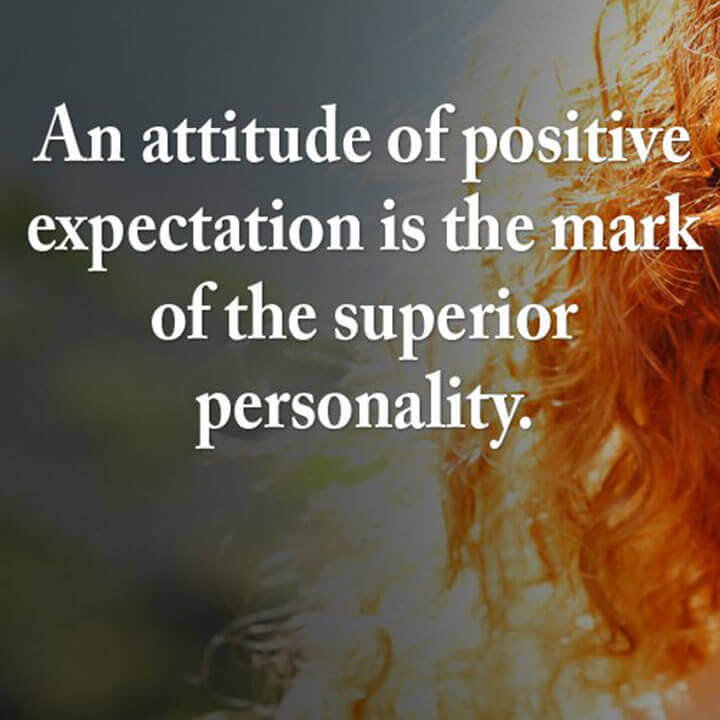 An attitude of positive
expectation is the mark
of the superior
personality.